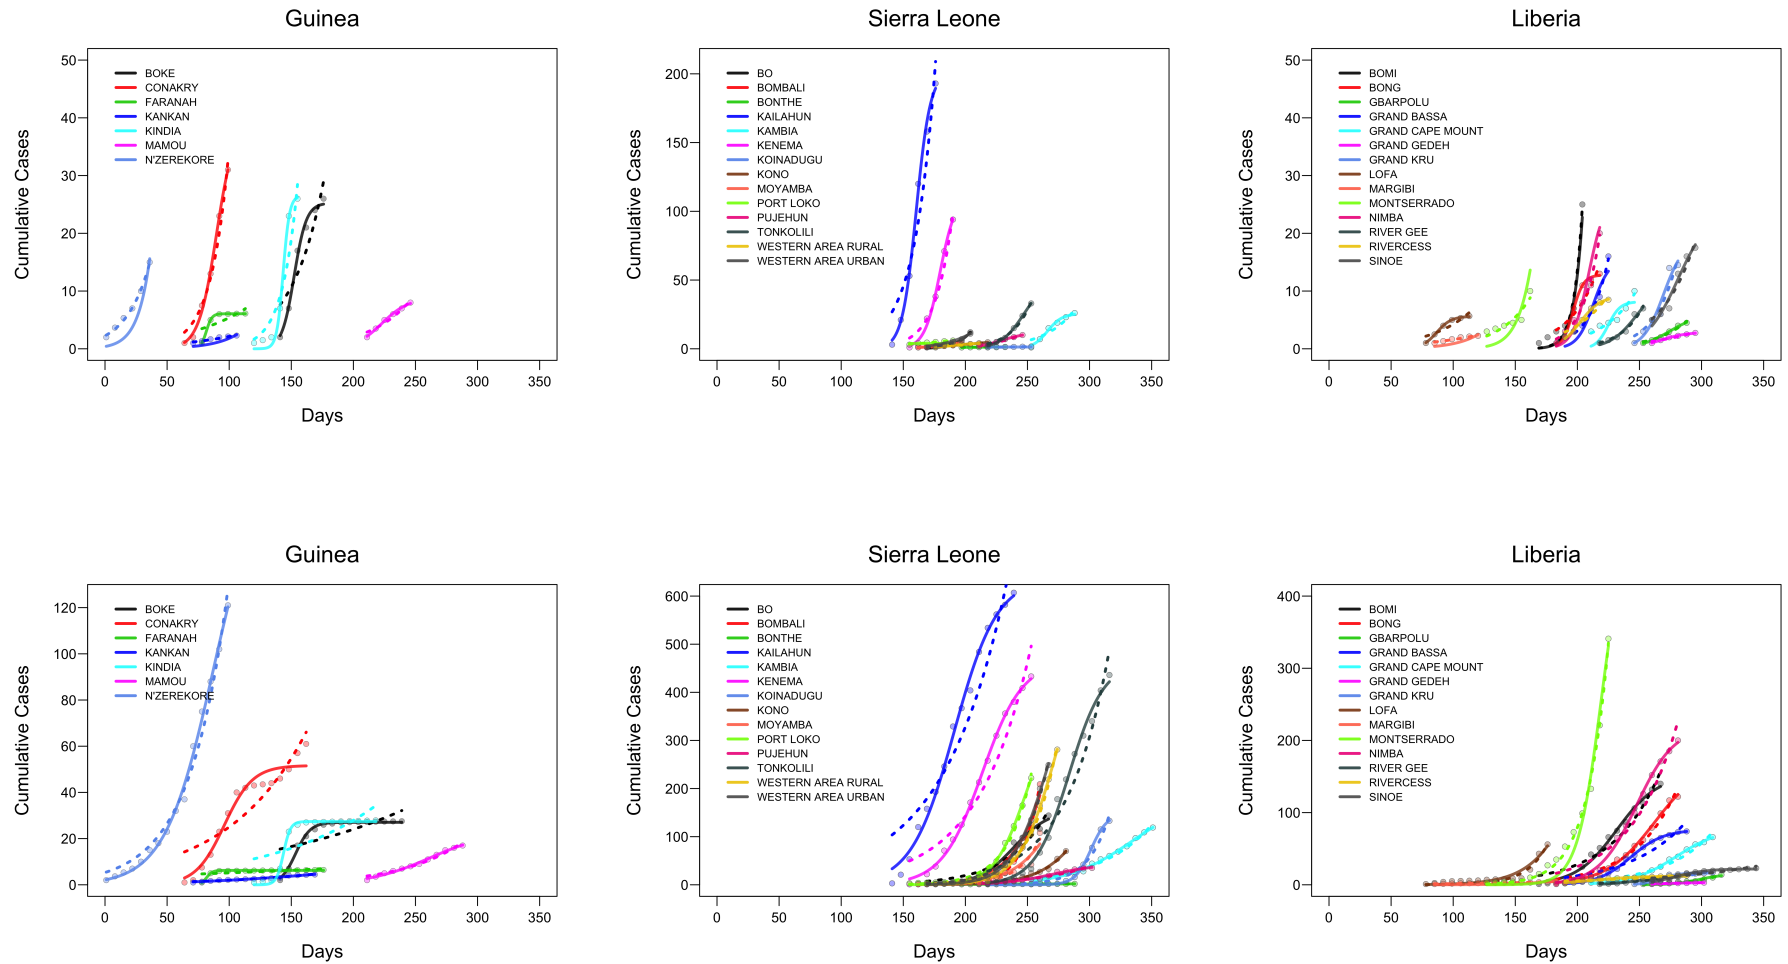 Guinea
Cumulative Cases
50
40
30
20
10
0
BOKE
CONAKRY
FARANAH
KANKAN
KINDIA
MAMOU
N'ZEREKORE
0 50 100 150 200 250 300 350
Days
Sierra Leone
Cumulative Cases
200
150
100
50
0
BO
BOMBALI
BONTHE
KAILAHUN
KAMBIA
KENEMA
KOINADUGU
KONO
MOYAMBA
PORT LOKO
PUJEHUN
TONKOLILI
WESTERN AREA RURAL
WESTERN AREA URBAN
0 50 100 150 200 250 300 350
Days
Liberia
Cumulative Cases
50
40
30
20
10
0
BOMI
BONG
GBARPOLU
GRAND BASSA
GRAND CAPE MOUNT
GRAND GEDEH
GRAND KRU
LOFA
MARGIBI
MONTSERRADO
NIMBA
RIVER GEE
RIVERCESS
SINOE
0 50 100 150 200 250 300 350
Days
Guinea
Cumulative Cases
120
100
80
60
40
20
0
BOKE
CONAKRY
FARANAH
KANKAN
KINDIA
MAMOU
N'ZEREKORE
0 50 100 150 200 250 300 350
Days
Sierra Leone
Cumulative Cases
600
500
400
300
200
100
0
BO
BOMBALI
BONTHE
KAILAHUN
KAMBIA
KENEMA
KOINADUGU
KONO
MOYAMBA
PORT LOKO
PUJEHUN
TONKOLILI
WESTERN AREA RURAL
WESTERN AREA URBAN
0 50 100 150 200 250 300 350
Days
Liberia
Cumulative Cases
400
300
200
100
0
BOMI
BONG
GBARPOLU
GRAND BASSA
GRAND CAPE MOUNT
GRAND GEDEH
GRAND KRU
LOFA
MARGIBI
MONTSERRADO
NIMBA
RIVER GEE
RIVERCESS
SINOE
0 50 100 150 200 250 300 350
Days